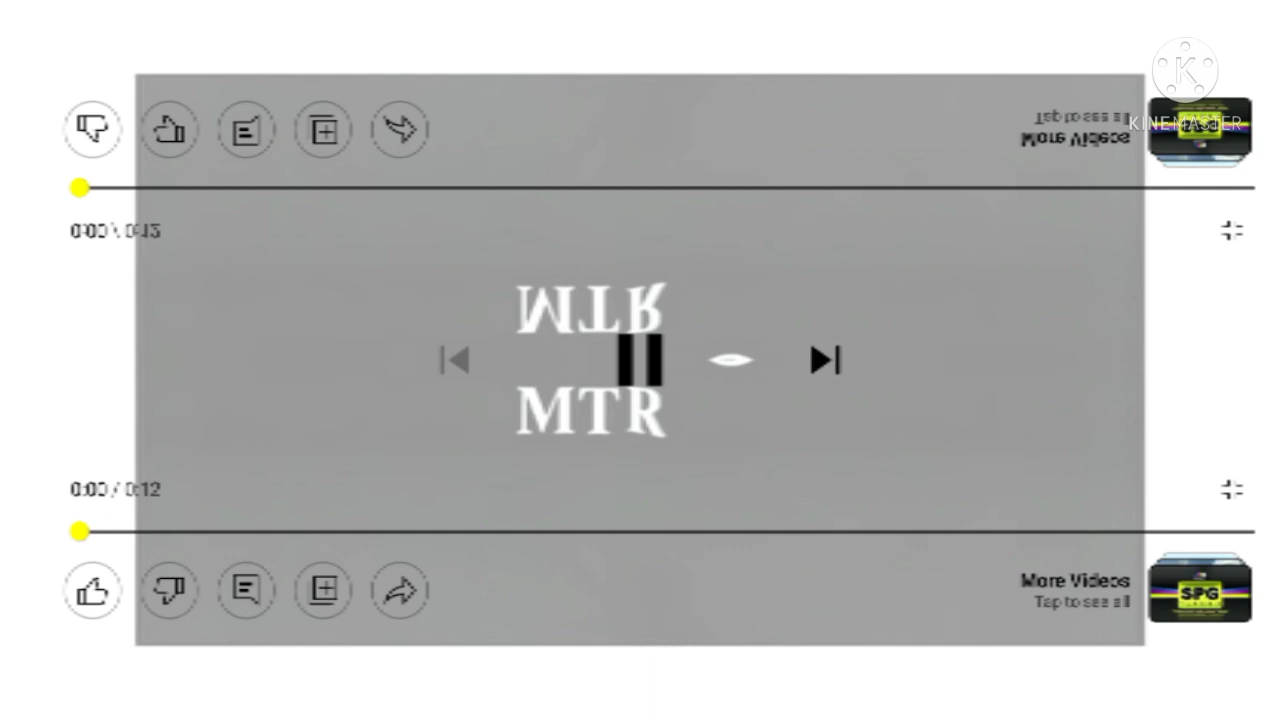 K
KINEMASTER
Tap to see all
More Videos
0:00 / 0:12
MTR
MTR
0:00 / 0:12
More Videos
Tap to see all
SPG